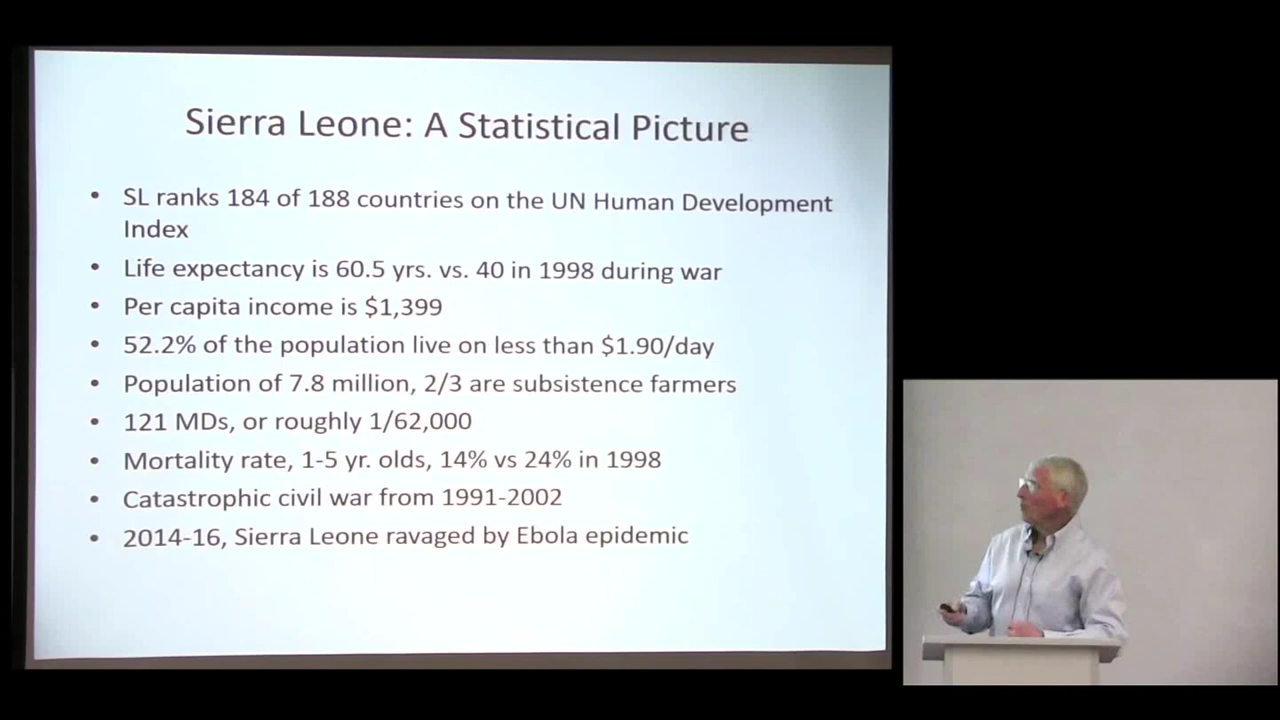 Sierra Leone: A Statistical Picture
• SL ranks 184 of 188 countries on the UN Human Development
Index
• Life expectancy is 60.5 yrs. vs. 40 in 1998 during war
• Per capita income is $1,399
• 52.2% of the population live on less than $1.90/day
• Population of 7.8 million, 2/3 are subsistence farmers
• 121 MDs, or roughly 1/62,000
• Mortality rate, 1-5 yr. olds, 14% vs 24% in 1998
• Catastrophic civil war from 1991-2002
• 2014-16, Sierra Leone ravaged by Ebola epidemic